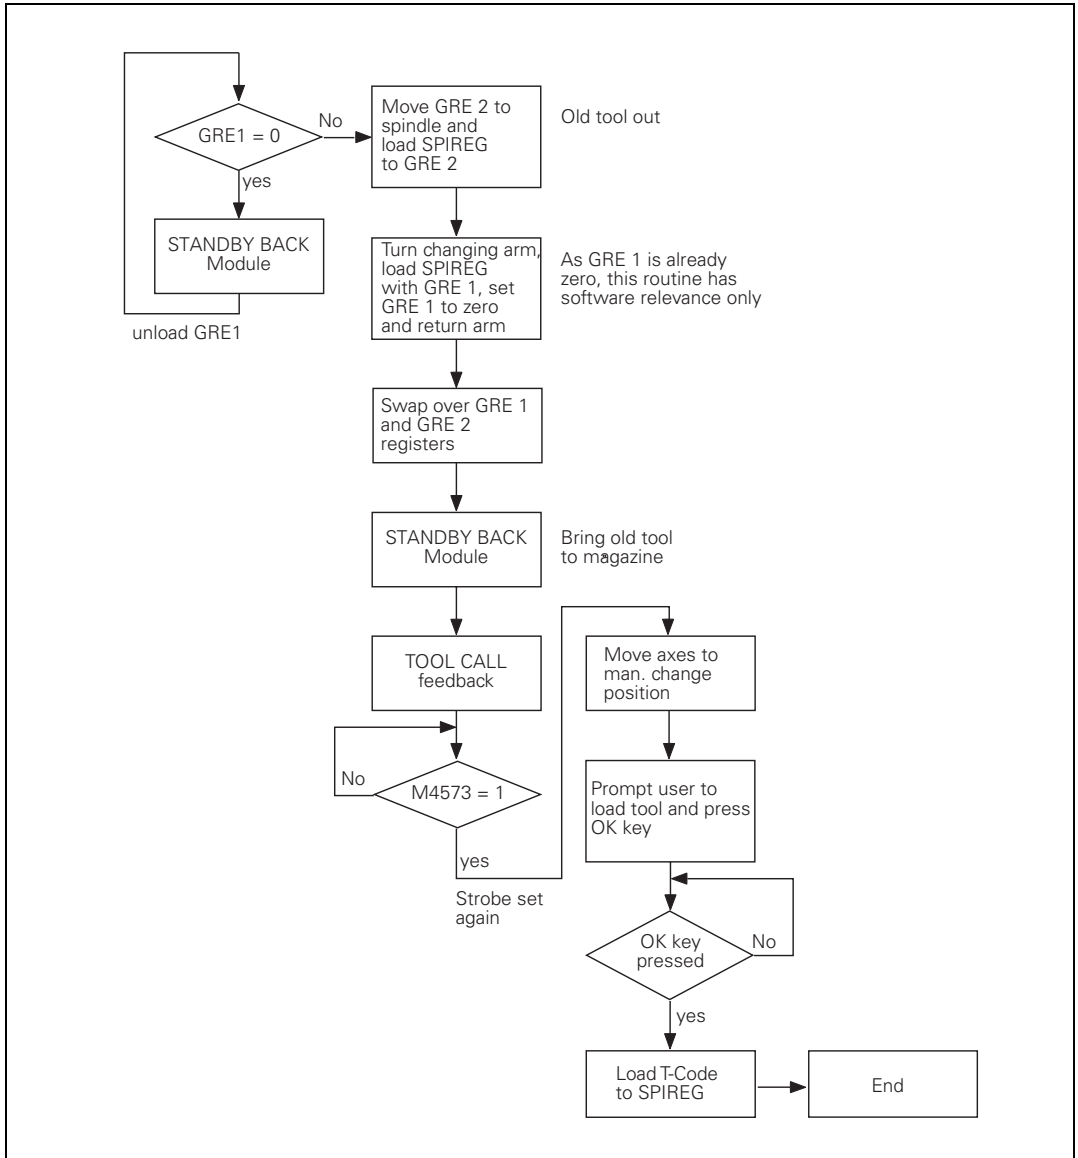 GRE1 = 0
No
yes
STANDBY BACK
Module
unload GRE1
Move GRE 2 to
spindle and
load SPIREG
to GRE 2
Old tool out
Turn changing arm,
load SPIREG
with GRE 1, set
GRE 1 to zero
and return arm
As GRE 1 is already
zero, this routine has
software relevance only
Swap over GRE 1
and GRE 2
registers
STANDBY BACK
Module
Bring old tool
to magazine
TOOL CALL
feedback
No
M4573 = 1
yes
Strobe set
again
Move axes to
man. change
position
Prompt user to
load tool and press
OK key
OK key
pressed
No
yes
Load T-Code
to SPIREG
End